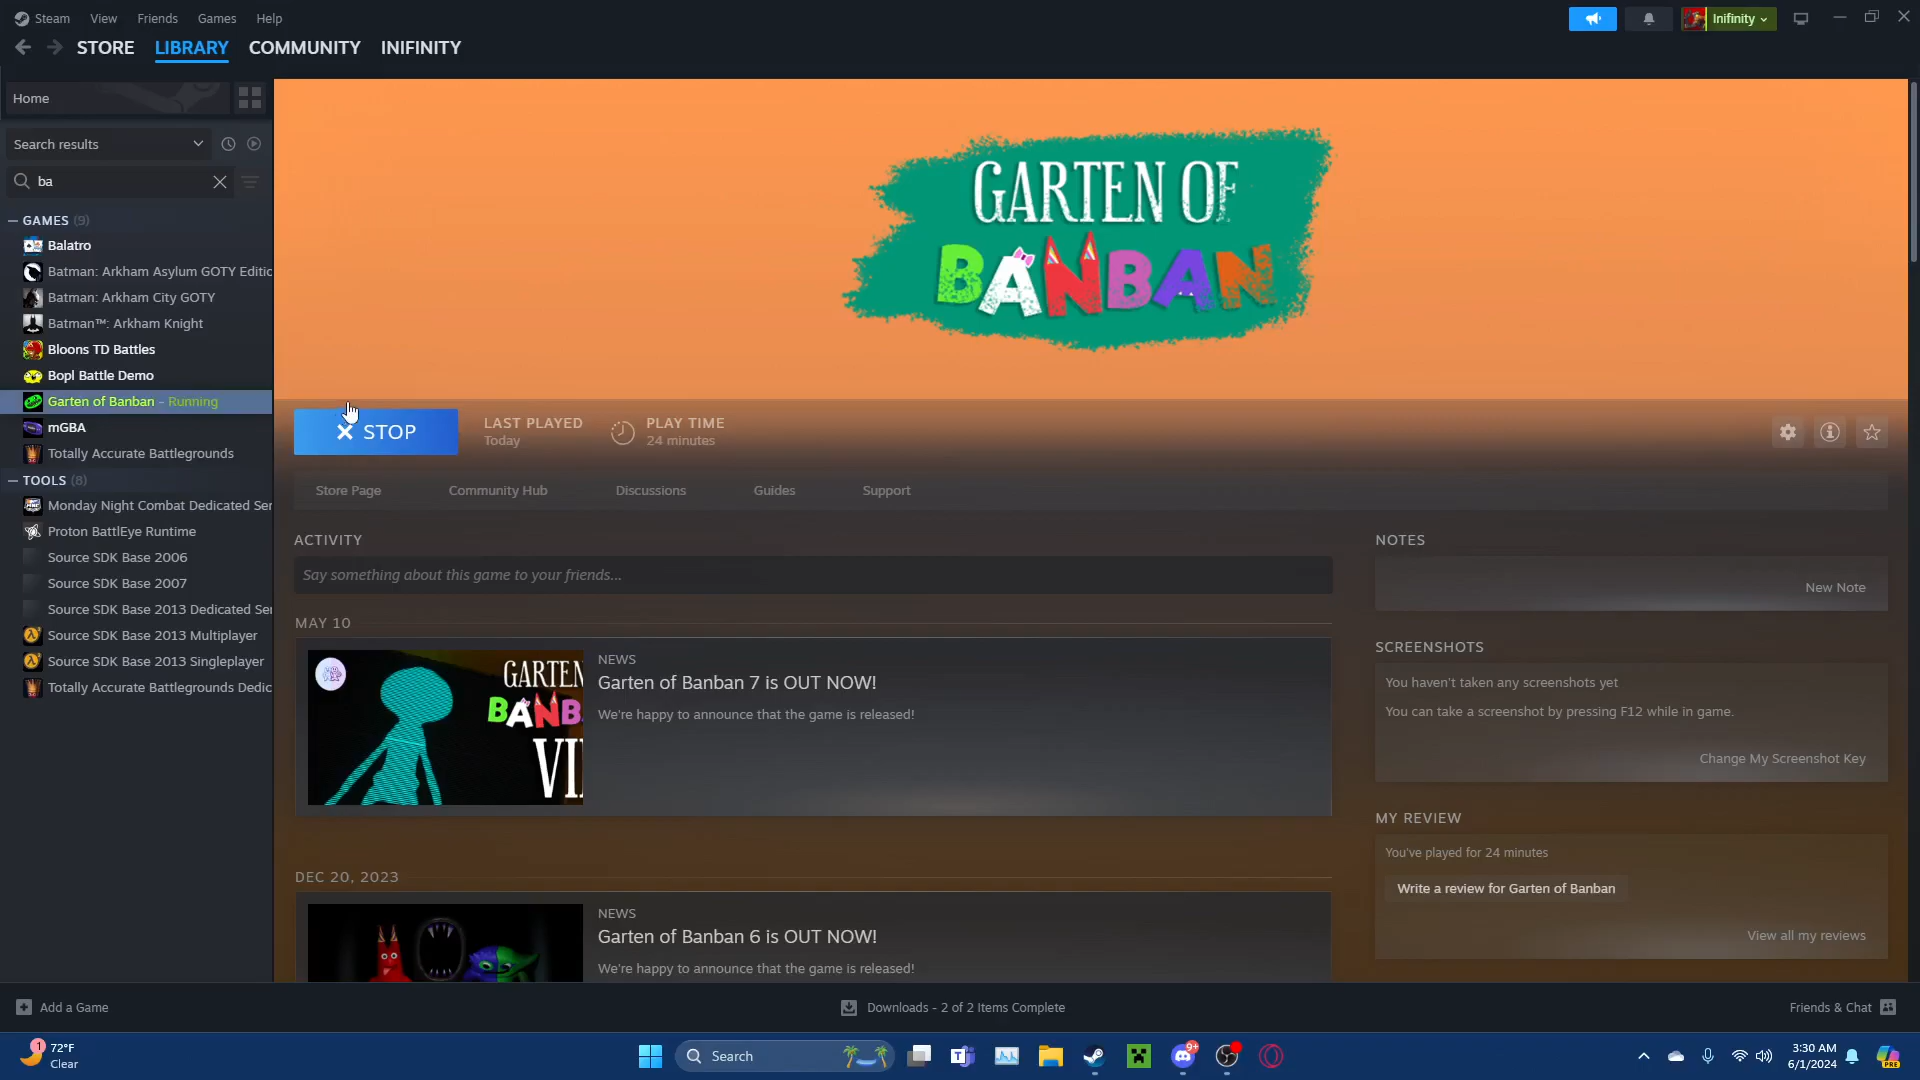 Steam View Friends Games Help
Inifinity
STORE LIBRARY COMMUNITY INIFINITY
Home
Search results
ba
GAMES (9)
Balatro
Batman: Arkham Asylum GOTY Editic
Batman: Arkham City GOTY
Batman™: Arkham Knight
Bloons TD Battles
Bopl Battle Demo
Garten of Banban - Running
mGBA
Totally Accurate Battlegrounds
TOOLS (8)
Monday Night Combat Dedicated Ser
Proton BattlEye Runtime
Source SDK Base 2006
Source SDK Base 2007
Source SDK Base 2013 Dedicated Ser
Source SDK Base 2013 Multiplayer
Source SDK Base 2013 Singleplayer
Totally Accurate Battlegrounds Dedic
GARTEN OF
BANBAN
STOP
LAST PLAYED
Today
PLAY TIME
24 minutes
Store Page Community Hub Discussions Guides Support
ACTIVITY
Say something about this game to your friends...
MAY 10
GARTEN
BANB
VI
NEWS
Garten of Banban 7 is OUT NOW!
We're happy to announce that the game is released!
DEC 20, 2023
NEWS
Garten of Banban 6 is OUT NOW!
We're happy to announce that the game is released!
NOTES
New Note
SCREENSHOTS
You haven't taken any screenshots yet
You can take a screenshot by pressing F12 while in game.
Change My Screenshot Key
MY REVIEW
You've played for 24 minutes
Write a review for Garten of Banban
View all my reviews
Add a Game
Downloads - 2 of 2 Items Complete
Friends & Chat
1
72°F
Clear
Search
9+
3:30 AM
6/1/2024
PRE